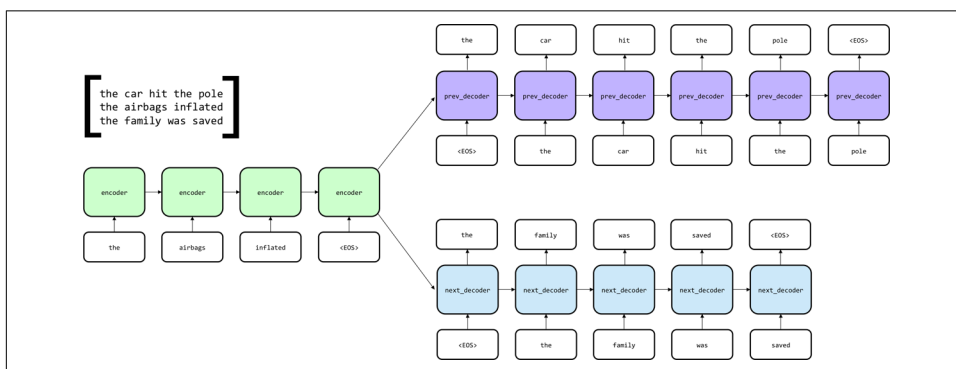 the car hit the pole
the airbags inflated
the family was saved
encoder encoder encoder encoder
the airbags inflated <EOS>
the car hit the pole <EOS>
prev_decoder prev_decoder prev_decoder prev_decoder prev_decoder prev_decoder
<EOS> the car hit the pole
the family was saved <EOS>
next_decoder next_decoder next_decoder next_decoder next_decoder
<EOS> the family was saved